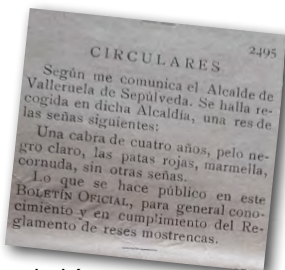 CIRCULARES 2495
Según me comunica el Alcalde de
Valleruela de Sepúlveda. Se halla re-
cogida en dicha Alcaldía, una res de
las señas siguientes:
Una cabra de cuatro años, pelo ne-
gro claro, las patas rojas, marmella,
cornuda, sin otras señas.
Lo que se hace público en este
BOLETÍN OFICIAL, para general cono-
cimiento y en cumplimiento del Re-
glamento de reses mostrencas.